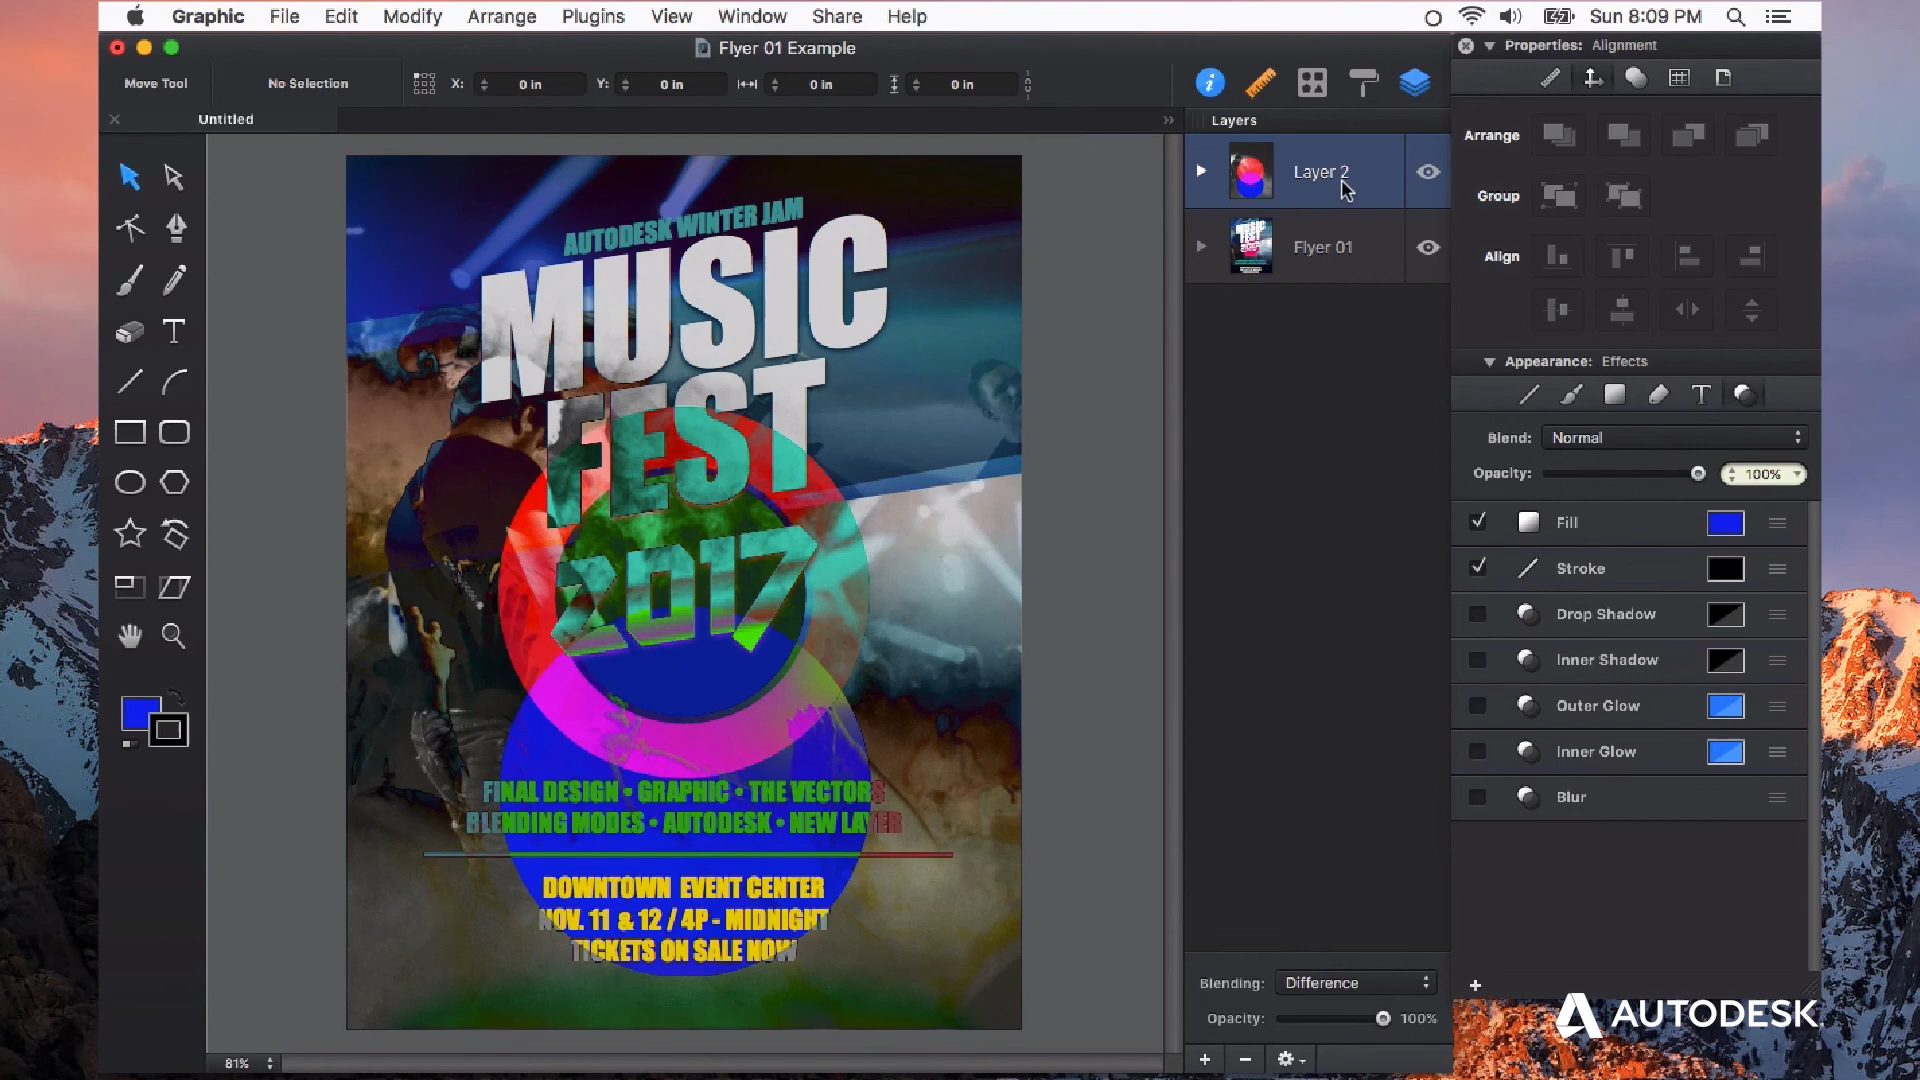 Graphic File Edit Modify Arrange Plugins View Window Share Help
Sun 8:09 PM
Flyer 01 Example
Properties: Alignment
Move Tool
No Selection
X: 0 in
Y: 0 in
0 in
0 in
Untitled
Layers
Layer 2
Flyer 01
Arrange
Group
Align
Appearance: Effects
Blend: Normal
Opacity: 100%
Fill
Stroke
Drop Shadow
Inner Shadow
Outer Glow
Inner Glow
Blur
AUTODESK WINTER JAM
MUSIC
FEST
2017
FINAL DESIGN • GRAPHIC • THE VECTORS
BLENDING MODES • AUTODESK • NEW LAYER
DOWNTOWN EVENT CENTER
NOV. 11 & 12 / 4P - MIDNIGHT
TICKETS ON SALE NOW
Blending: Difference
Opacity: 100%
81%
AUTODESK.